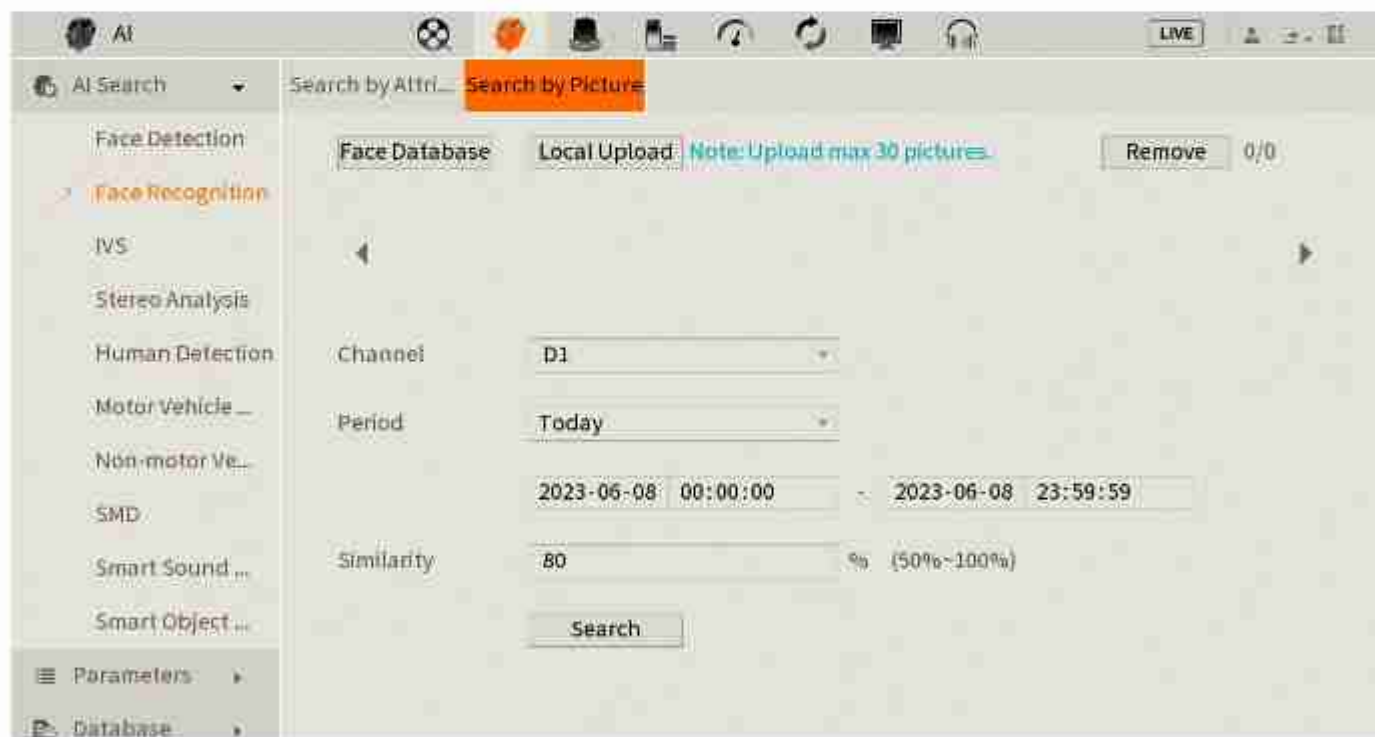 AI
LIVE
AI Search
Search by Attri...
Search by Picture
Face Detection
Face Recognition
IVS
Stereo Analysis
Human Detection
Motor Vehicle ...
Non-motor Ve...
SMD
Smart Sound ...
Smart Object ...
Parameters
Database
Face Database
Local Upload
Note: Upload max 30 pictures.
Remove
0/0
Channel
D1
Period
Today
2023-06-08 00:00:00 - 2023-06-08 23:59:59
Similarity
80 % (50%~100%)
Search